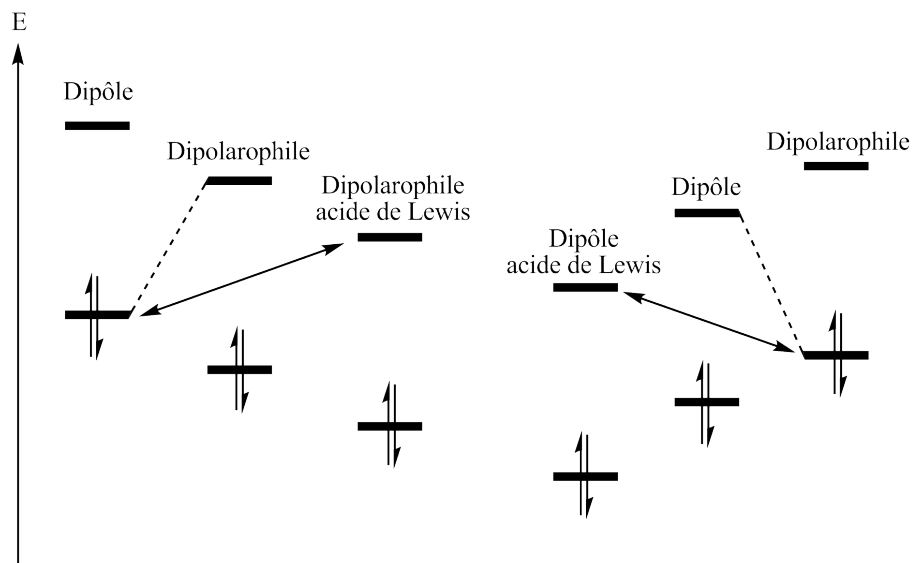 E
Dipôle
Dipolarophile
Dipolarophile
acide de Lewis
Dipôle
acide de Lewis
Dipôle
Dipolarophile